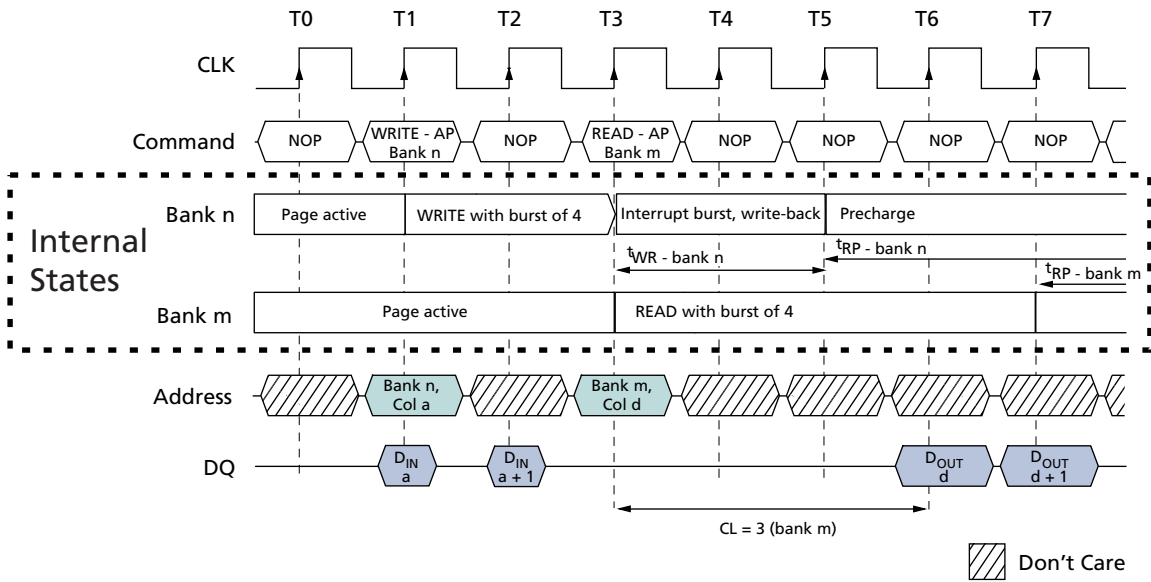 T0 T1 T2 T3 T4 T5 T6 T7
CLK
Command NOP WRITE - AP Bank n NOP READ - AP Bank m NOP NOP NOP NOP
Internal States
Bank n Page active WRITE with burst of 4 Interrupt burst, write-back Precharge
tWR - bank n tRP - bank n
tRP - bank m
Bank m Page active READ with burst of 4
Address Bank n, Col a Bank m, Col d
DQ DIN a DIN a + 1 DOUT d DOUT d + 1
CL = 3 (bank m)
Don't Care